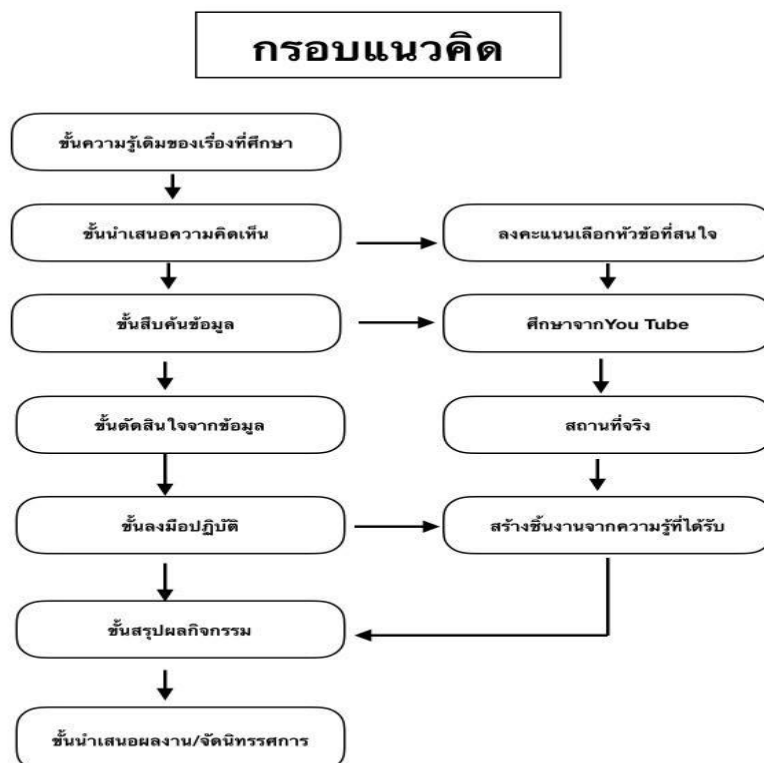 กรอบแนวคิด
ขั้นความรู้เดิมของเรื่องที่ศึกษา
ขั้นนำเสนอความคิดเห็น
ลงคะแนนเลือกหัวข้อที่สนใจ
ขั้นสืบค้นข้อมูล
ศึกษาจากYou Tube
ขั้นตัดสินใจจากข้อมูล
สถานที่จริง
ขั้นลงมือปฏิบัติ
สร้างชิ้นงานจากความรู้ที่ได้รับ
ขั้นสรุปผลกิจกรรม
ขั้นนำเสนอผลงาน/จัดนิทรรศการ